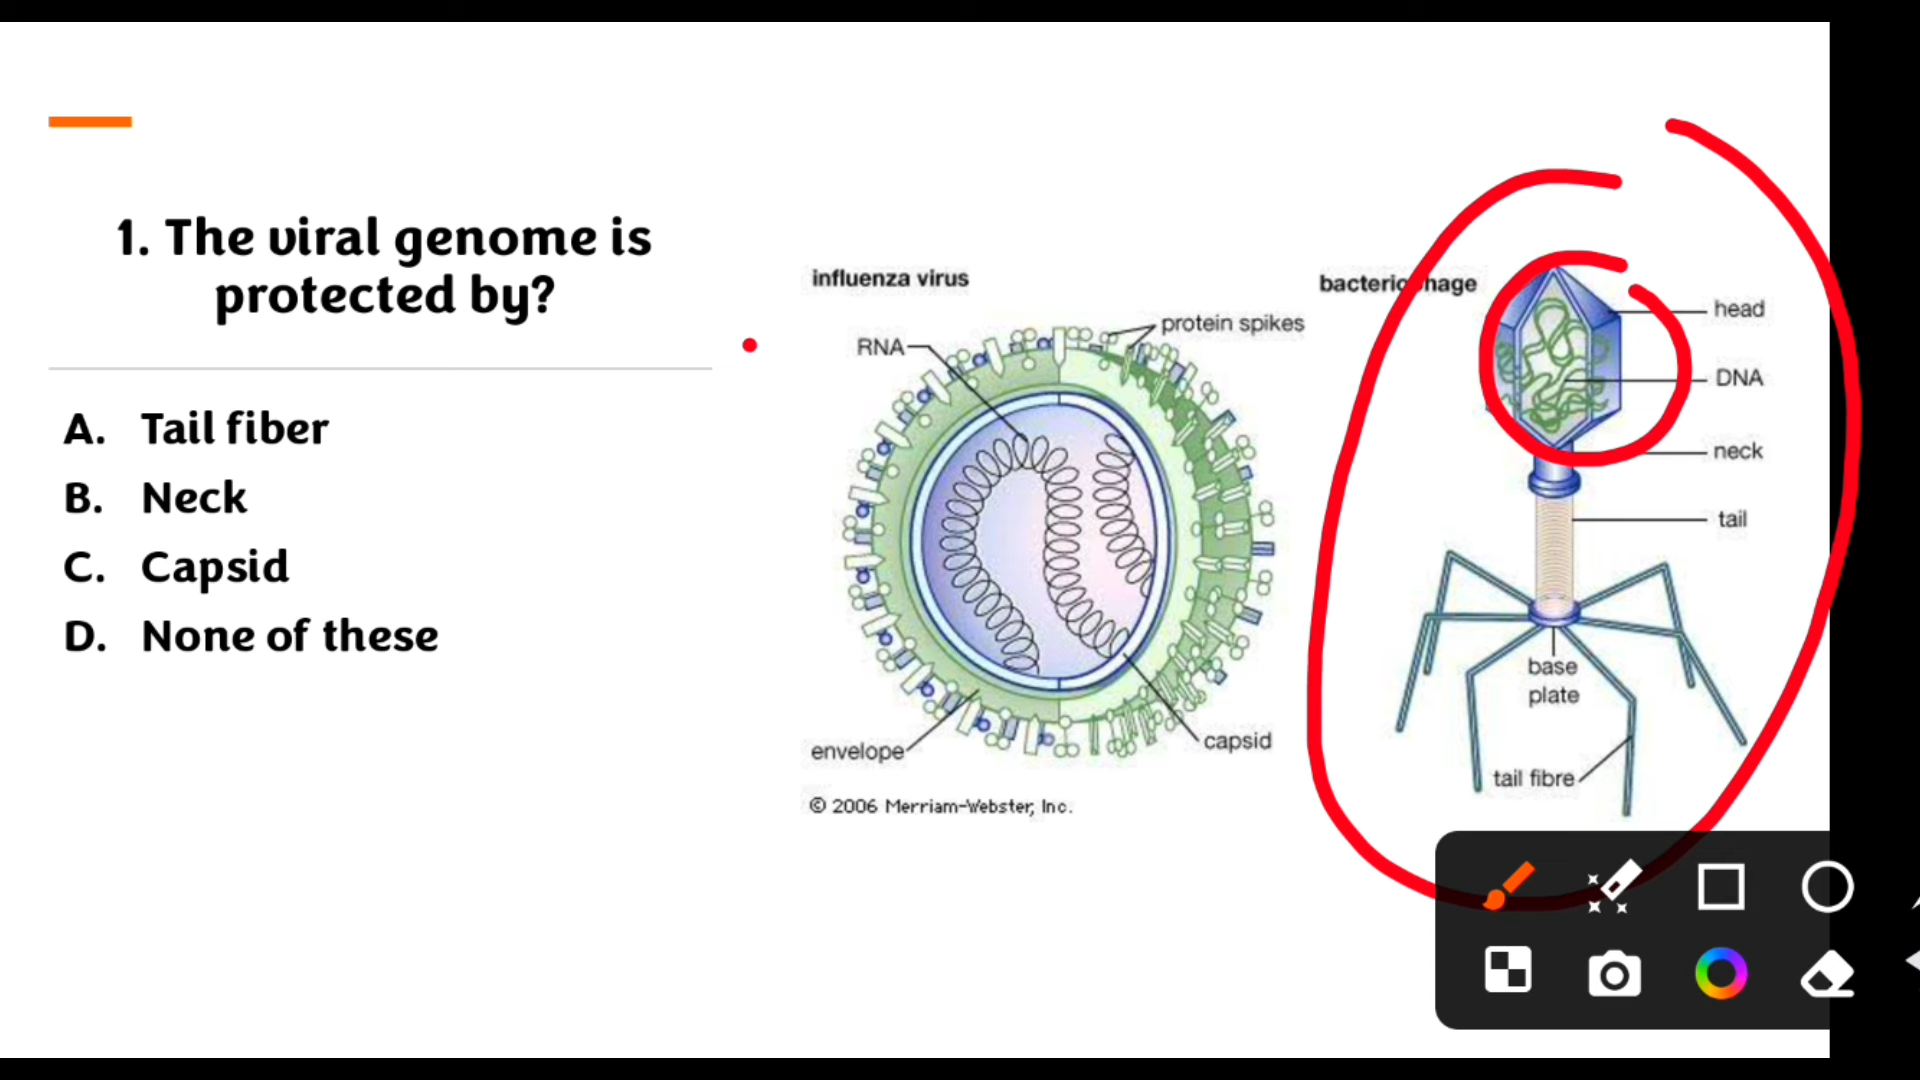 1. The viral genome is
protected by?
A. Tail fiber
B. Neck
C. Capsid
D. None of these
influenza virus
RNA
protein spikes
envelope
capsid
© 2006 Merriam-Webster, Inc.
head
DNA
neck
tail
base
plate
tail fibre